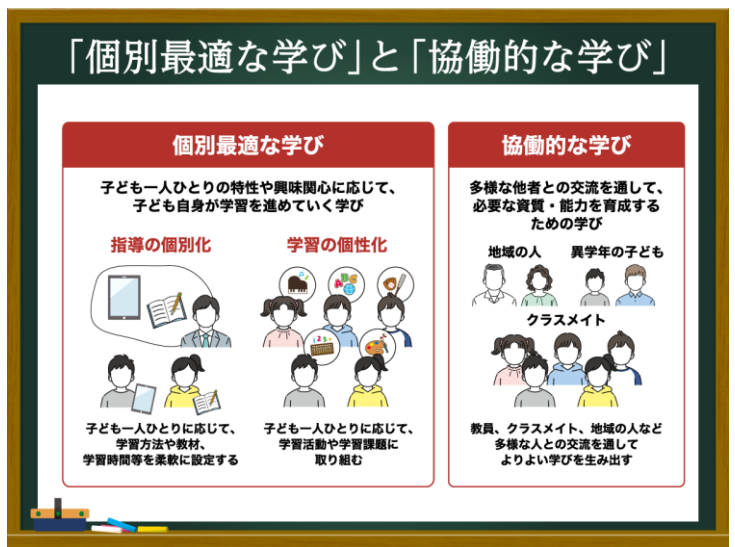 「個別最適な学び」と「協働的な学び」
個別最適な学び
子ども一人ひとりの特性や興味関心に応じて、
子ども自身が学習を進めていく学び
指導の個別化
子ども一人ひとりに応じて、
学習方法や教材、
学習時間等を柔軟に設定する
学習の個性化
ABC
123
子ども一人ひとりに応じて、
学習活動や学習課題に
取り組む
協働的な学び
多様な他者との交流を通して、
必要な資質・能力を育成する
ための学び
地域の人
異学年の子ども
クラスメイト
教員、クラスメイト、地域の人など
多様な人との交流を通して
よりよい学びを生み出す